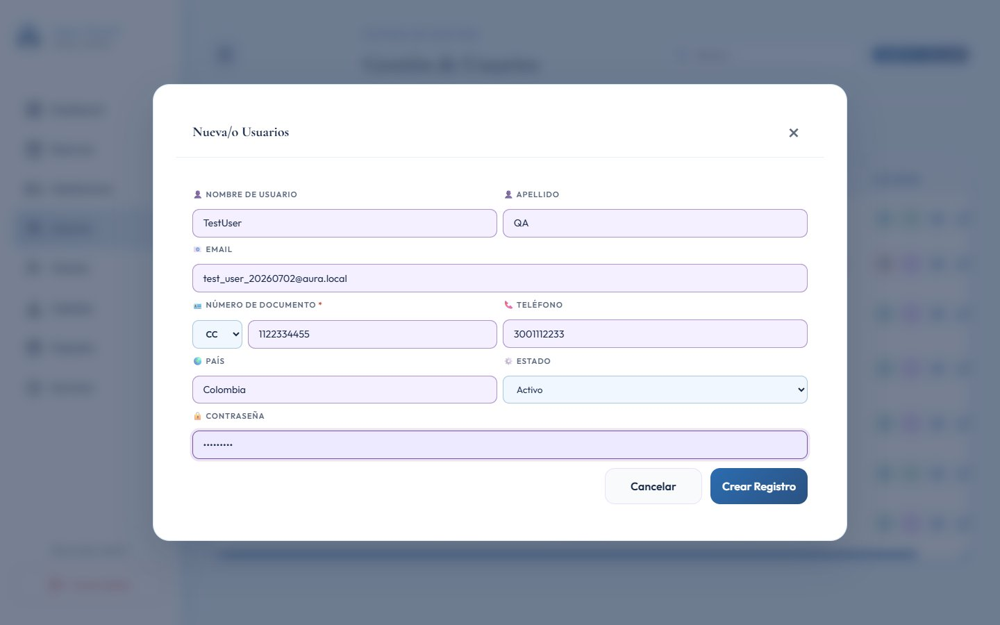 Nueva/o Usuarios
×
NOMBRE DE USUARIO
APELLIDO
TestUser
QA
EMAIL
test_user_20260702@aura.local
NÚMERO DE DOCUMENTO *
TELÉFONO
CC
1122334455
3001112233
PAÍS
ESTADO
Colombia
Activo
CONTRASEÑA
•••••••••
Cancelar
Crear Registro